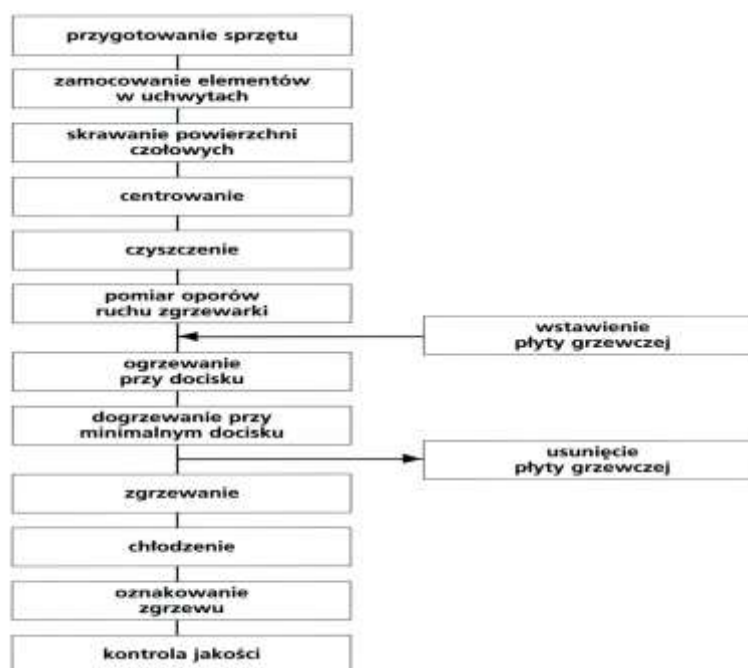 przygotowanie sprzętu
zamocowanie elementów
w uchwytach
skrawanie powierzchni
czołowych
centrowanie
czyszczenie
pomiar oporów
ruchu zgrzewarki
wstawienie
płyty grzewczej
ogrzewanie
przy docisku
dogrzewanie przy
minimalnym docisku
usunięcie
płyty grzewczej
zgrzewanie
chłodzenie
oznakowanie
zgrzewu
kontrola jakości